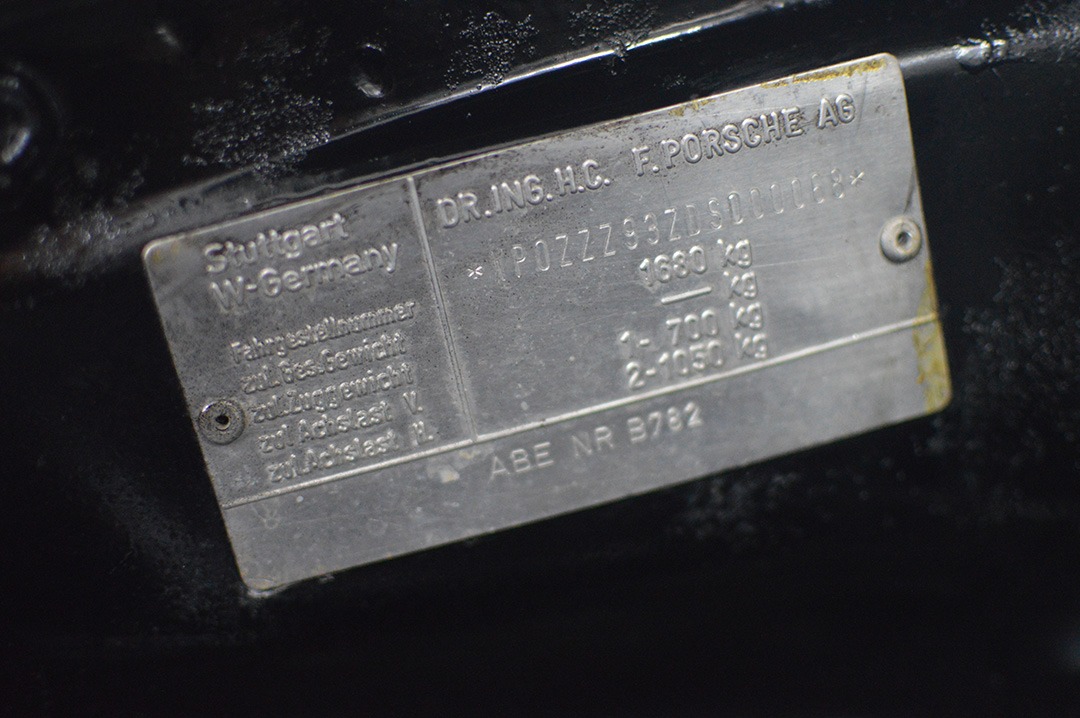 Stuttgart
W-Germany
Fahrgestellnummer
zul. Ges. Gewicht
zul. Zuggewicht
zul. Achslast V.
zul. Achslast H.
DR. ING. H.C. F. PORSCHE AG
*WP0ZZZ93ZDS000068*
1680 kg
— kg
1- 700 kg
2-1050 kg
ABE NR B782